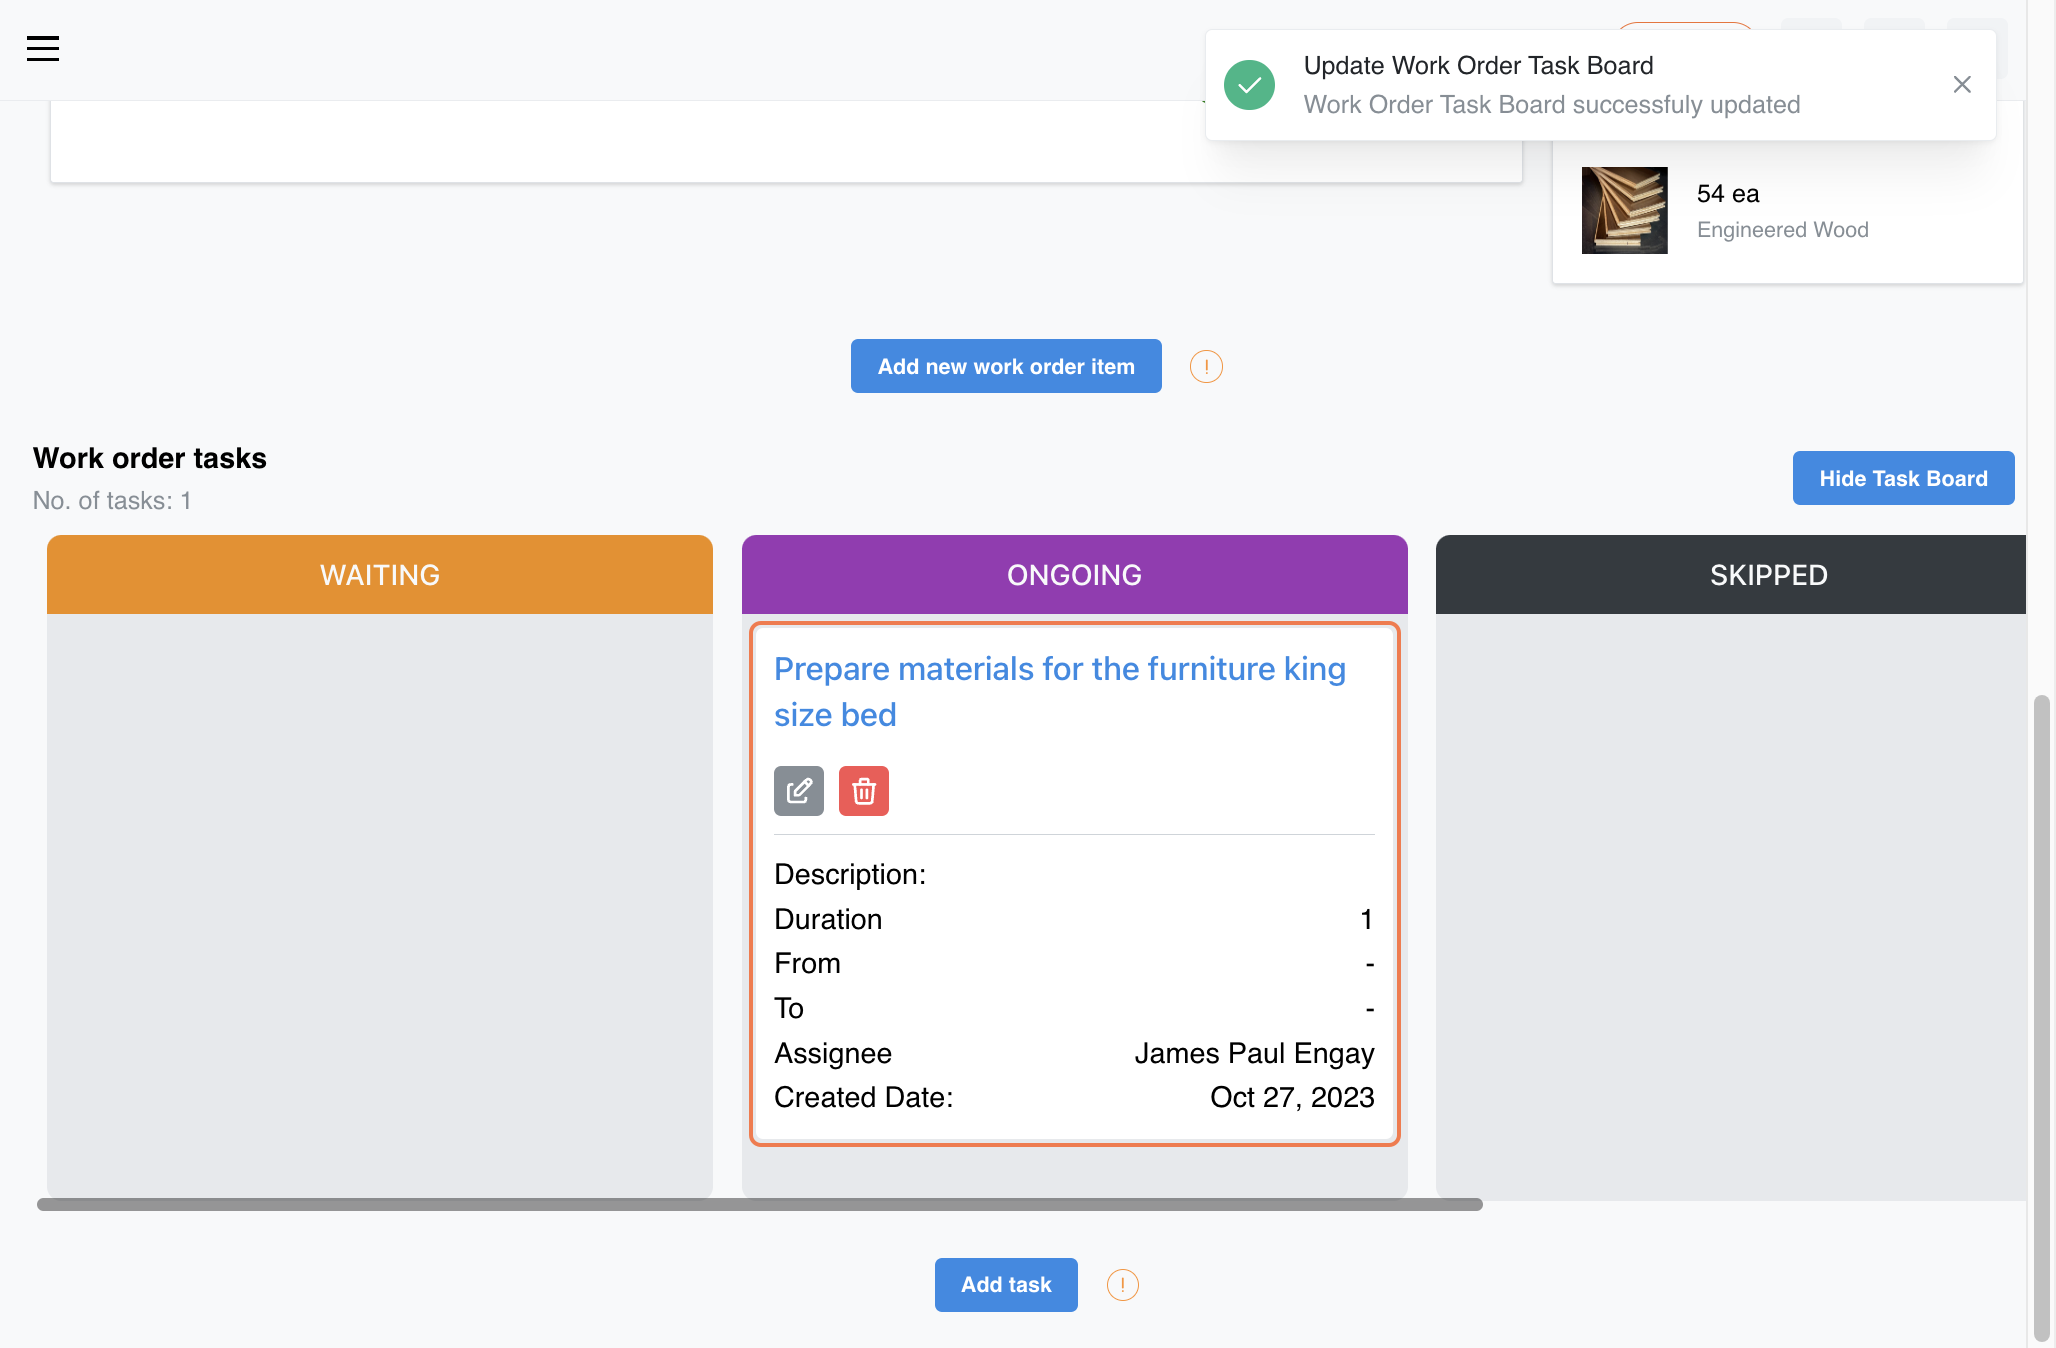 Update Work Order Task Board
Work Order Task Board successfuly updated
54 ea
Engineered Wood
Add new work order item
!
Work order tasks
No. of tasks: 1
Hide Task Board
WAITING
ONGOING
SKIPPED
Prepare materials for the furniture king
size bed
Description:
Duration 1
From -
To -
Assignee James Paul Engay
Created Date: Oct 27, 2023
Add task
!